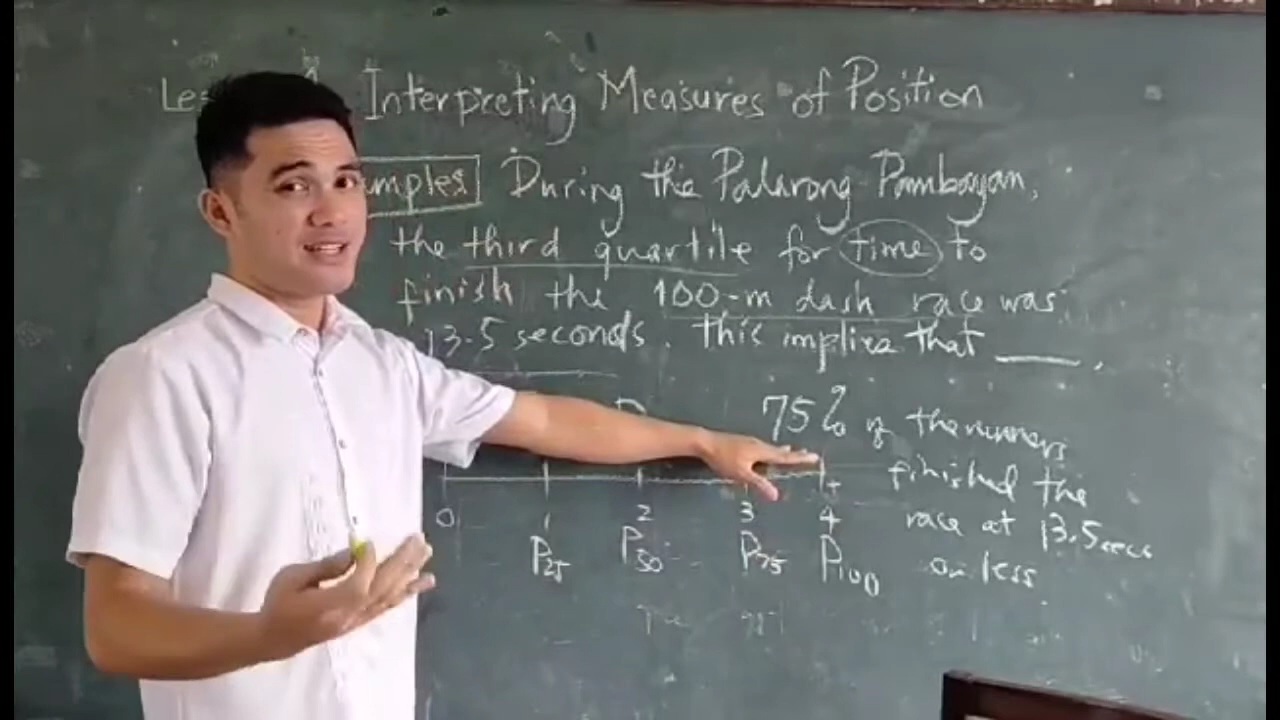 Interpreting Measures of Position
During the Palarong Pambayan,
the third quartile for time to
finish the 100-m dash race was
13.5 seconds. This implies that ____.
75% of the runners
finished the
race at 13.5 secs
or less
0 1 2 3 4
P25 P50 P75 P100